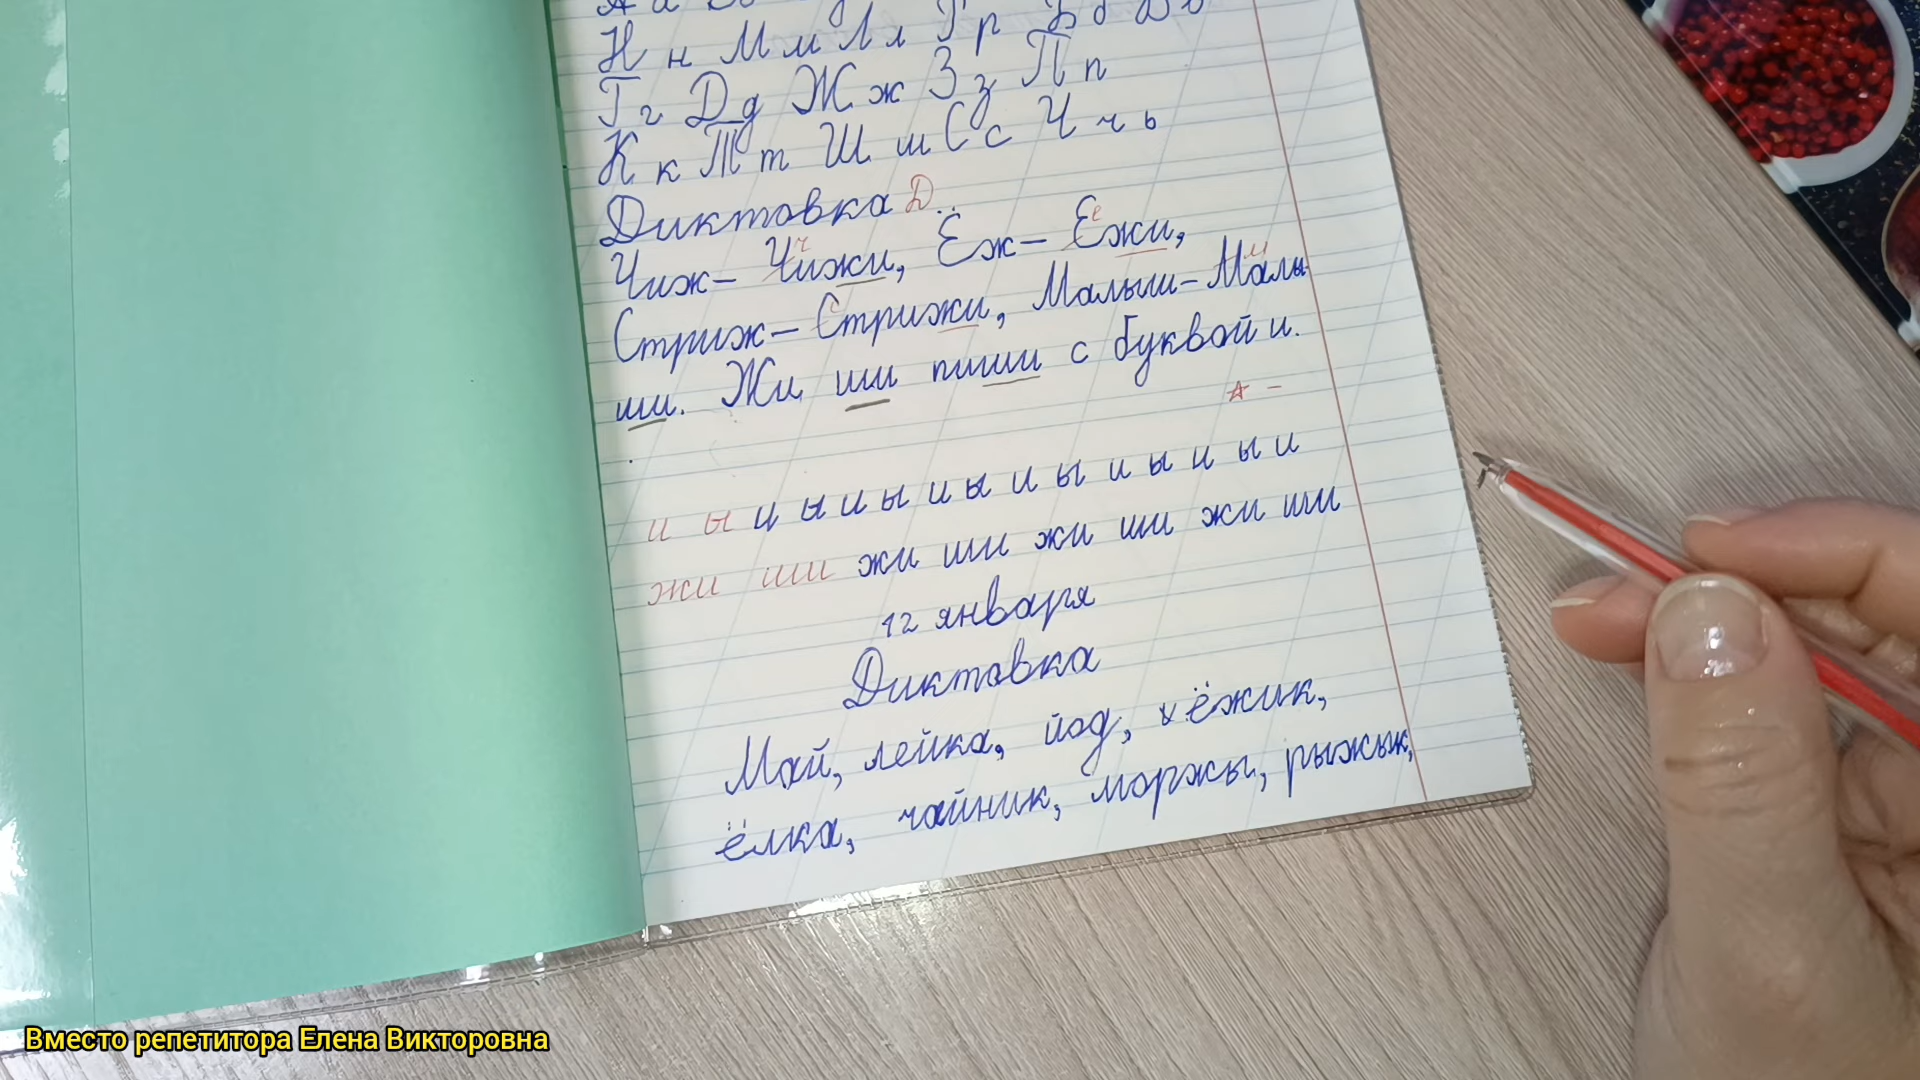 Н н М м Л л Г р Б б В в
Г г Д д Ж ж З з П п
К к Т т Ш ш С с Ч ч ь
Диктовка Д
Чиж – Чижи, Ёж – Ежи,
Стриж – Стрижи, Малыш – Малы
ши. Жи ши пиши с буквой и.
и ы и ы и ы и ы и ы и ы и ы и
жи ши жи ши жи ши жи ши
12 января
Диктовка
Май, лейка, йод, ёжик,
ёлка, чайник, моржы, рыжык,
Вместо репетитора Елена Викторовна